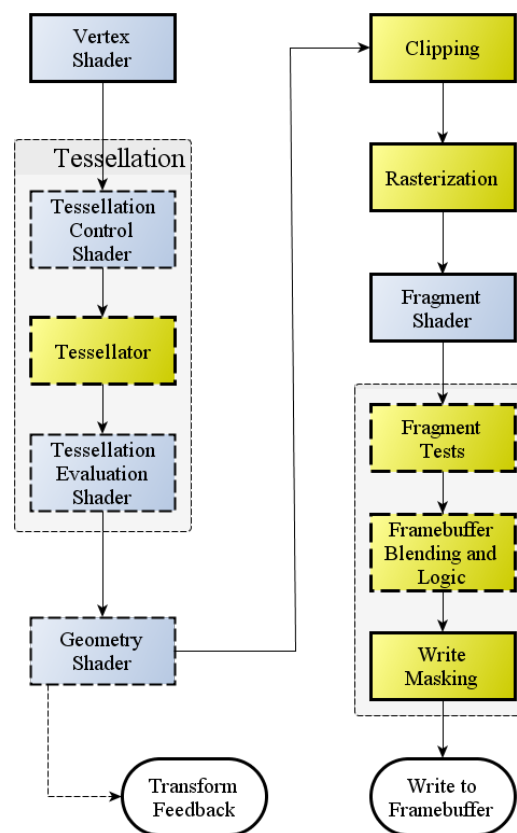 Vertex
Shader
Tessellation
Tessellation
Control
Shader
Tessellator
Tessellation
Evaluation
Shader
Geometry
Shader
Transform
Feedback
Clipping
Rasterization
Fragment
Shader
Fragment
Tests
Framebuffer
Blending and
Logic
Write
Masking
Write to
Framebuffer